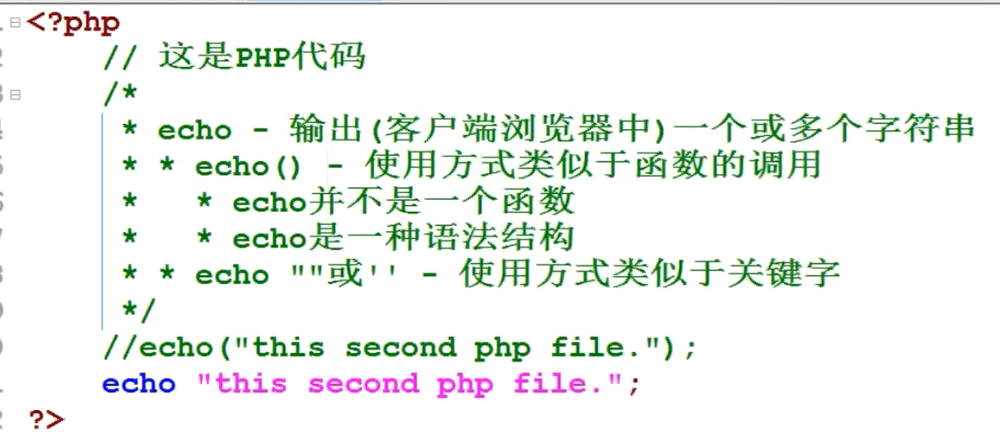 <?php
// 这是PHP代码
/*
* echo - 输出(客户端浏览器中)一个或多个字符串
* * echo() - 使用方式类似于函数的调用
*   * echo并不是一个函数
*   * echo是一种语法结构
* * echo ""或'' - 使用方式类似于关键字
*/
//echo("this second php file.");
echo "this second php file.";
?>